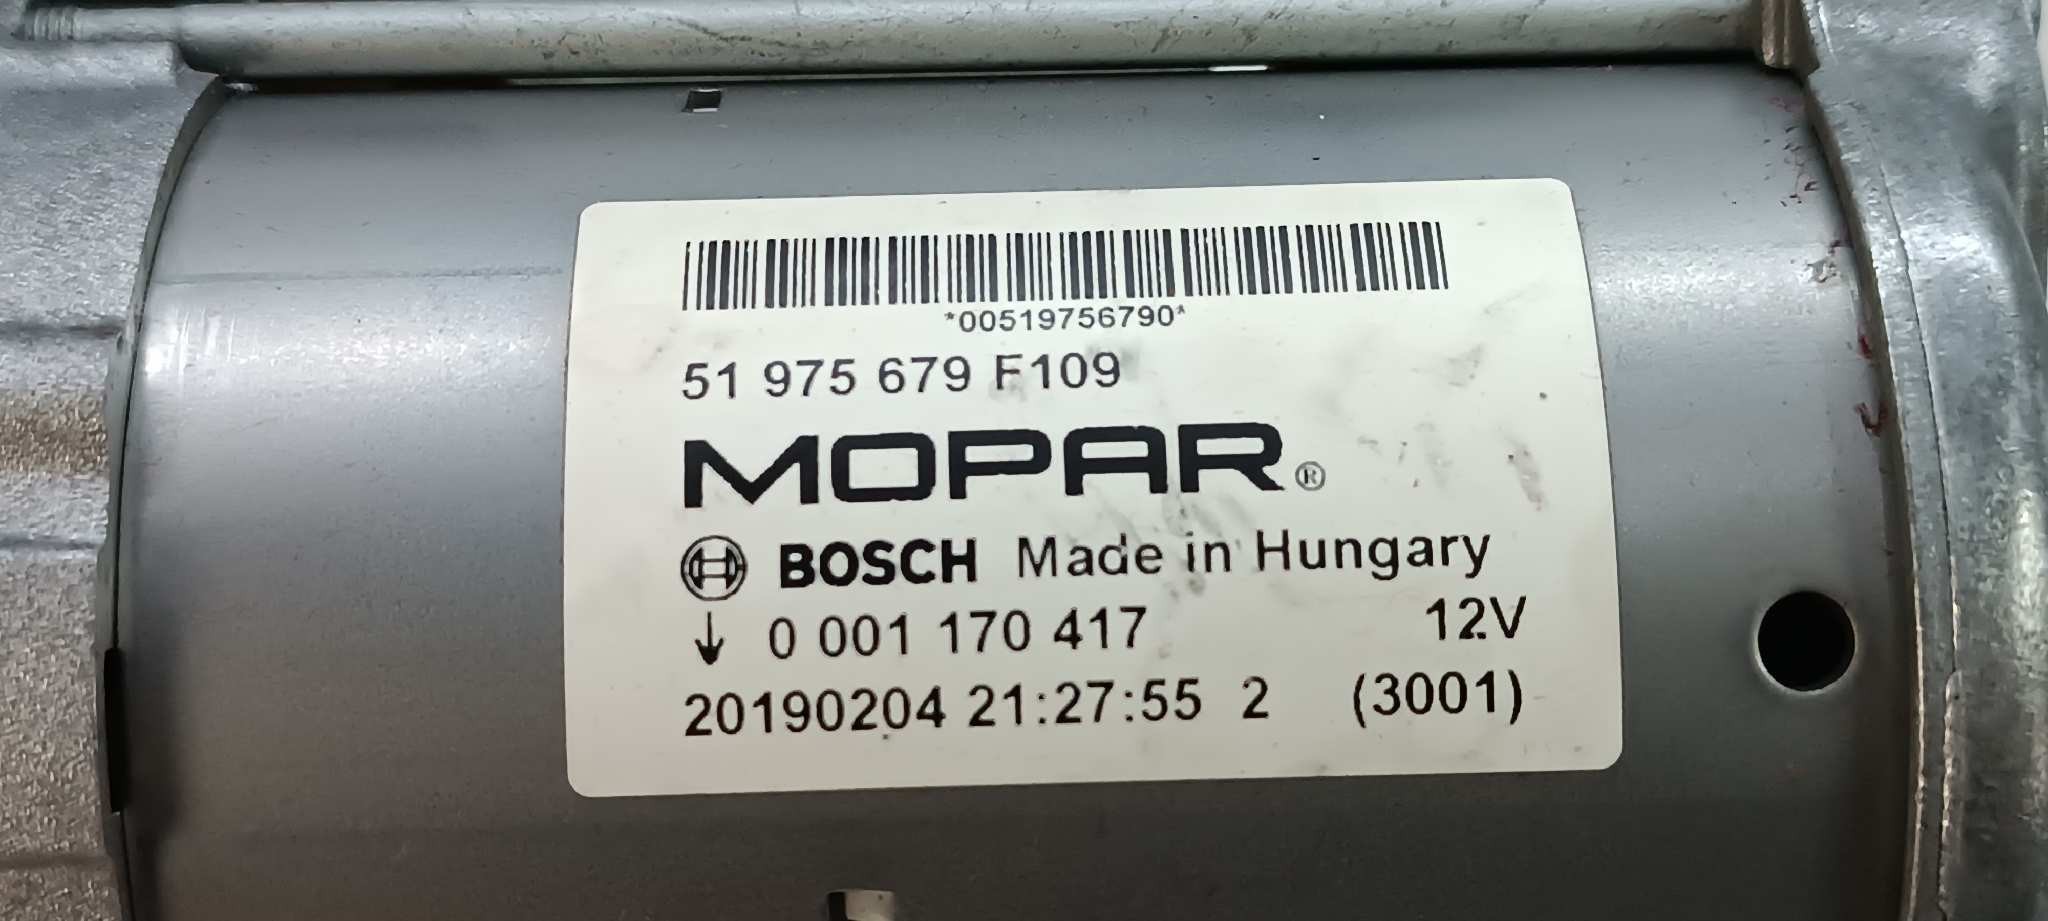 *00519756790*
51 975 679 F109
MOPAR®
BOSCH Made in Hungary
↓ 0 001 170 417 12V
20190204 21:27:55 2 (3001)